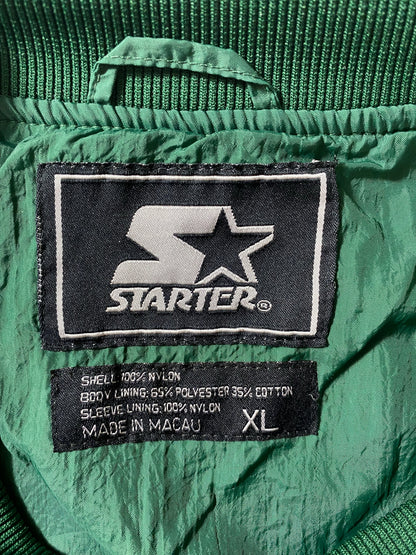 STARTER®
SHELL: 100% NYLON
BODY LINING: 65% POLYESTER 35% COTTON
SLEEVE LINING: 100% NYLON
MADE IN MACAU XL